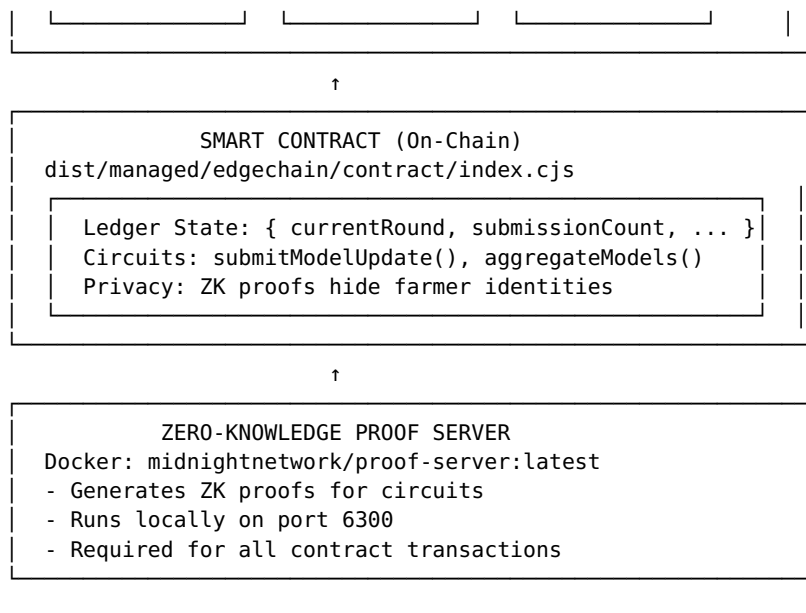 ↑
SMART CONTRACT (On-Chain)
dist/managed/edgechain/contract/index.cjs
Ledger State: { currentRound, submissionCount, ... }
Circuits: submitModelUpdate(), aggregateModels()
Privacy: ZK proofs hide farmer identities
↑
ZERO-KNOWLEDGE PROOF SERVER
Docker: midnightnetwork/proof-server:latest
- Generates ZK proofs for circuits
- Runs locally on port 6300
- Required for all contract transactions